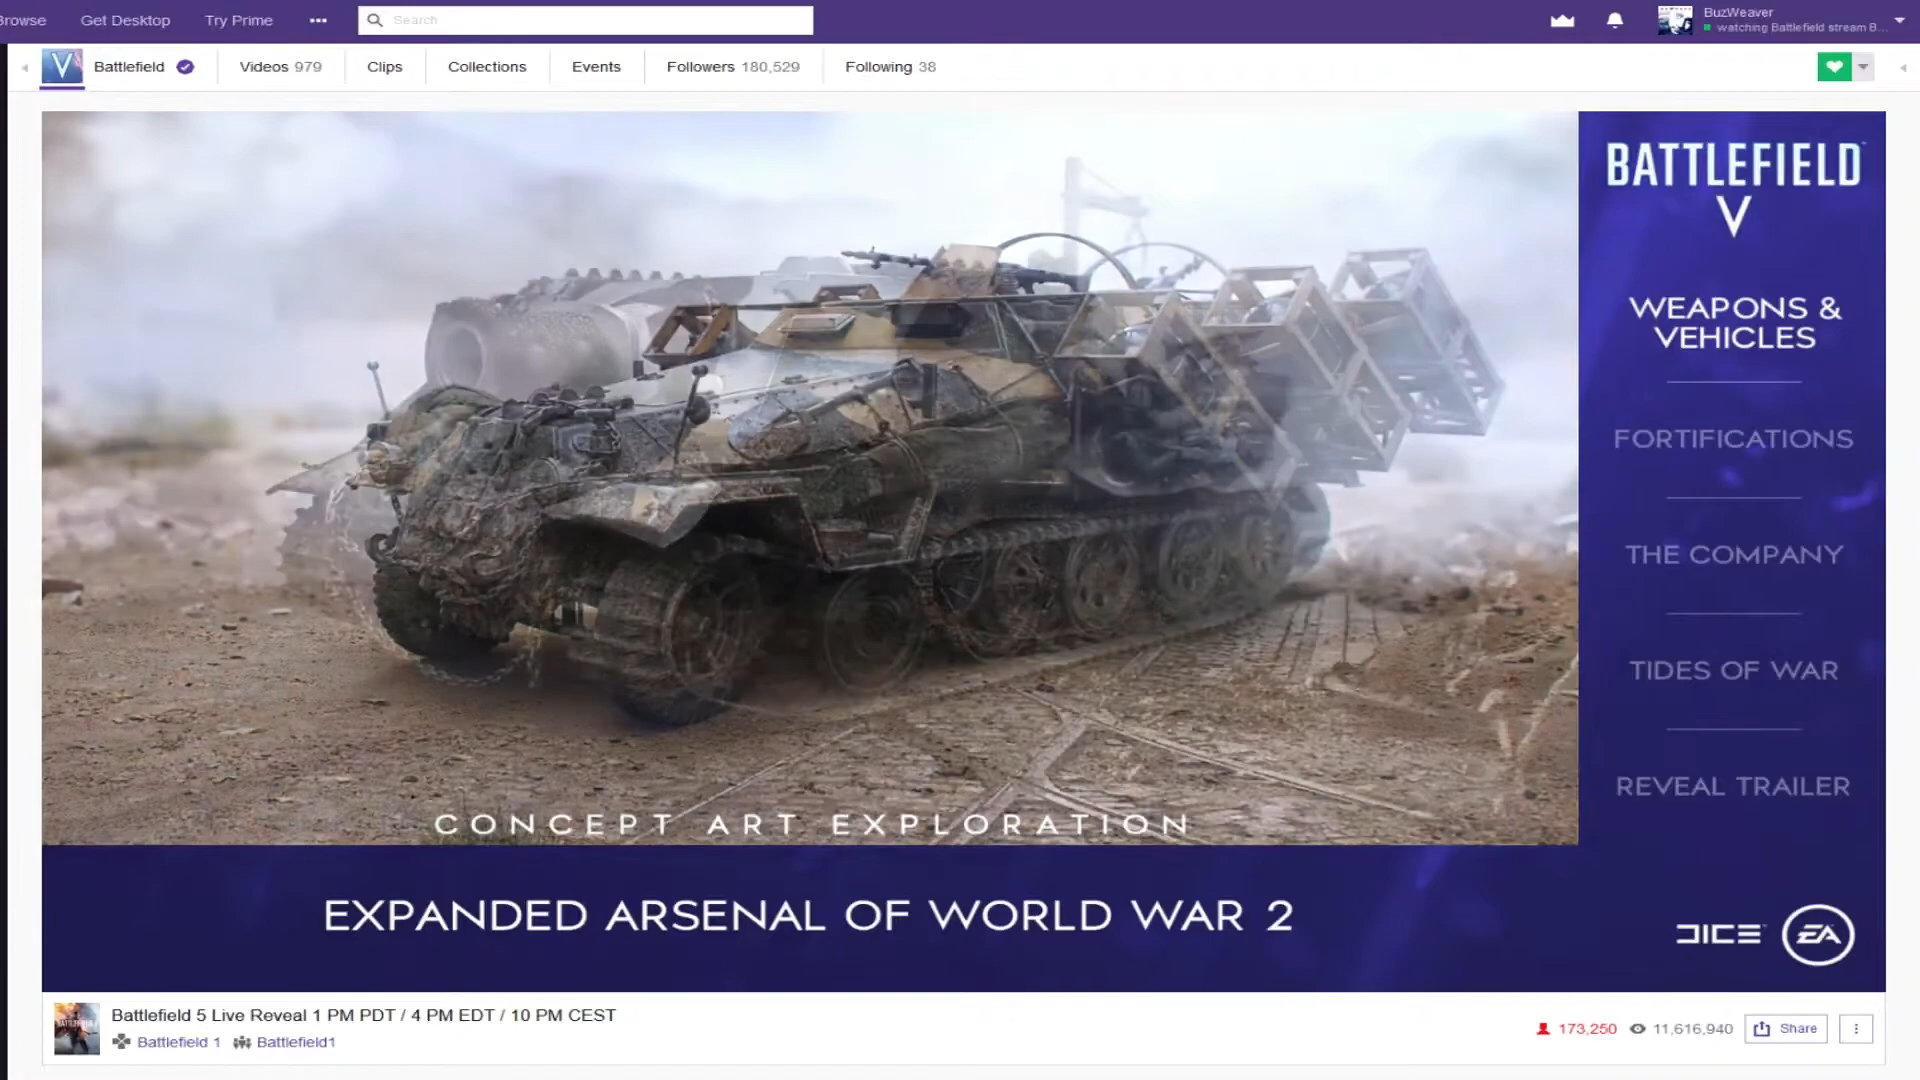 Browse Get Desktop Try Prime ••• Search BuzWeaver
watching Battlefield stream B...
V Battlefield Videos 979 Clips Collections Events Followers 180,529 Following 38
BATTLEFIELD
V
WEAPONS &
VEHICLES
FORTIFICATIONS
THE COMPANY
TIDES OF WAR
REVEAL TRAILER
CONCEPT ART EXPLORATION
EXPANDED ARSENAL OF WORLD WAR 2
DICE EA
Battlefield 5 Live Reveal 1 PM PDT / 4 PM EDT / 10 PM CEST
Battlefield 1 Battlefield1
173,250 11,616,940 Share